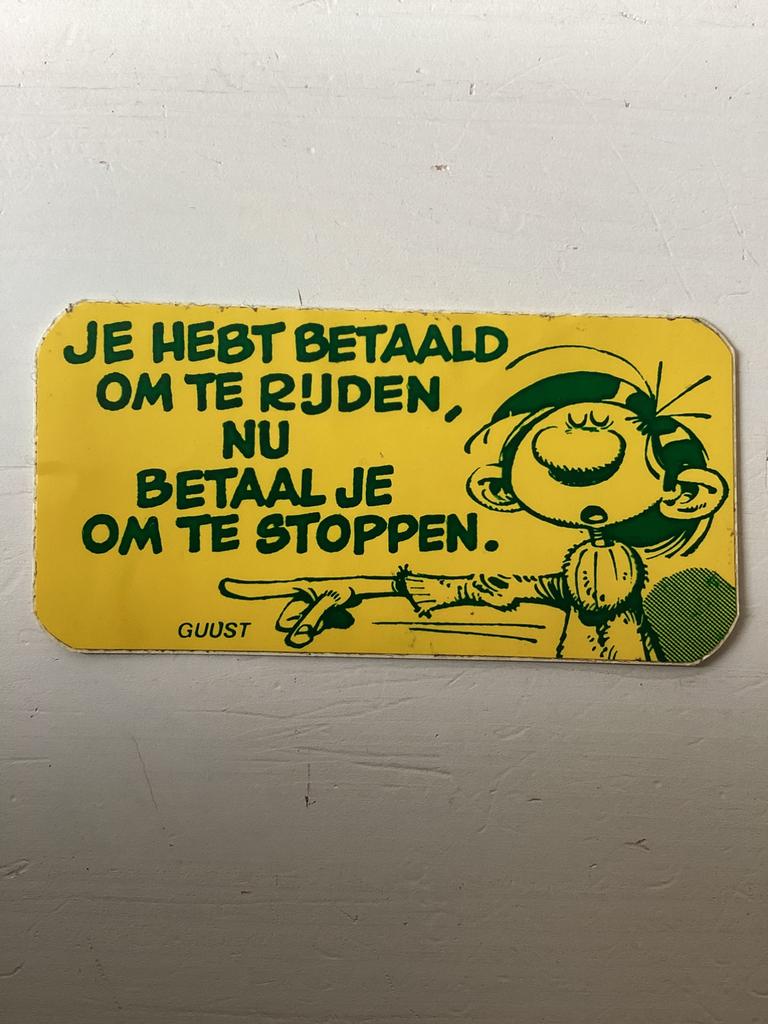 JE HEBT BETAALD
OM TE RIJDEN,
NU
BETAAL JE
OM TE STOPPEN.
GUUST